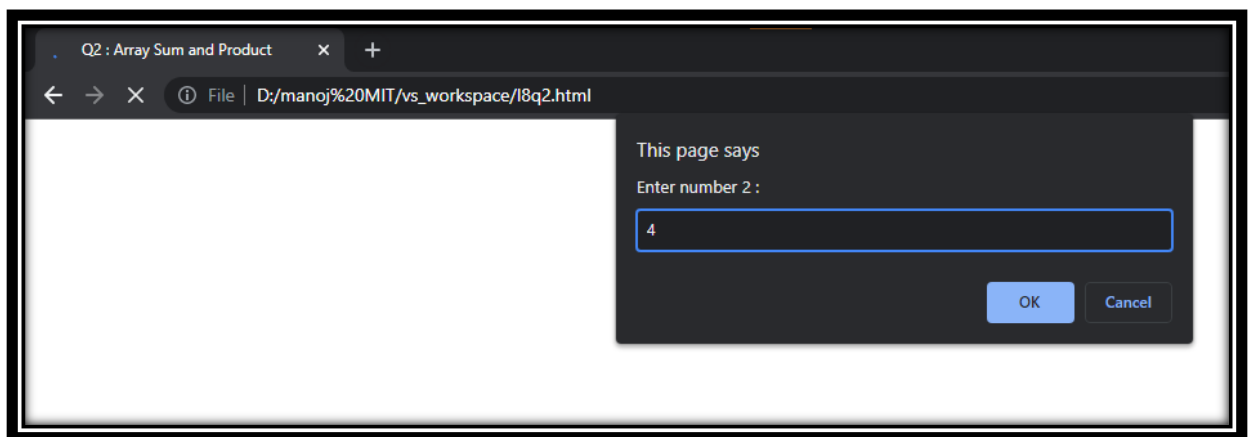 Q2 : Array Sum and Product
File | D:/manoj%20MIT/vs_workspace/l8q2.html
This page says
Enter number 2 :
4
OK Cancel